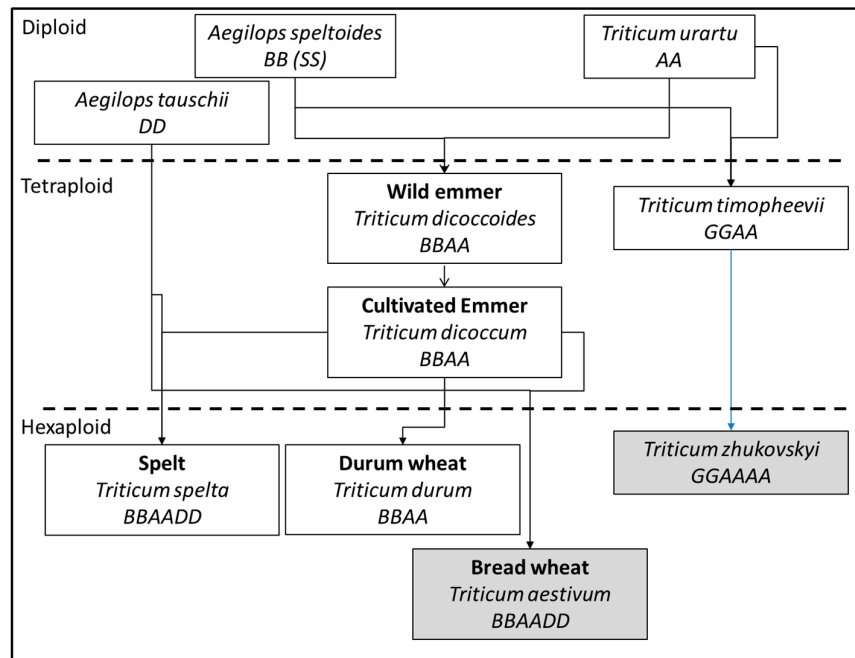 Diploid
Aegilops speltoides
BB (SS)
Triticum urartu
AA
Aegilops tauschii
DD
Tetraploid
Wild emmer
Triticum dicoccoides
BBAA
Triticum timopheevii
GGAA
Cultivated Emmer
Triticum dicoccum
BBAA
Hexaploid
Spelt
Triticum spelta
BBAADD
Durum wheat
Triticum durum
BBAA
Triticum zhukovskyi
GGAAAA
Bread wheat
Triticum aestivum
BBAADD